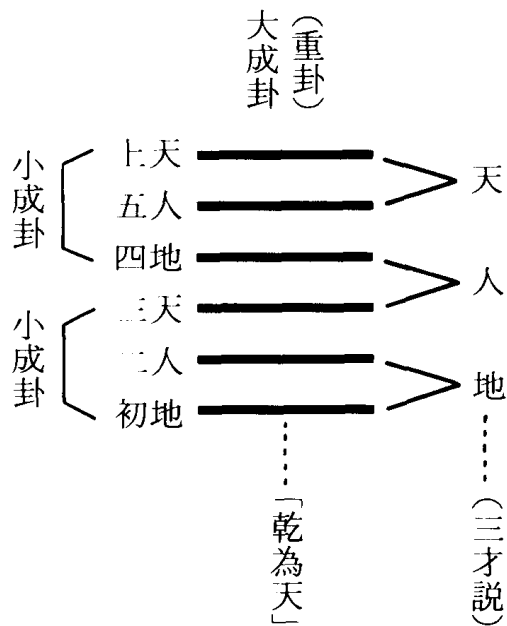 大成卦
(重卦)
小成卦
上天
五人
四地
小成卦
三天
二人
初地
天
人
地
「乾為天」
(三才説)